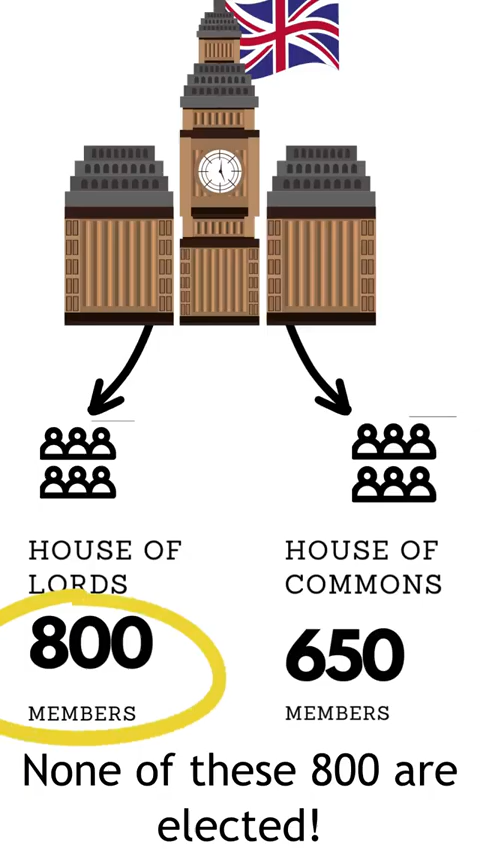 HOUSE OF
LORDS
800
MEMBERS
HOUSE OF
COMMONS
650
MEMBERS
None of these 800 are
elected!